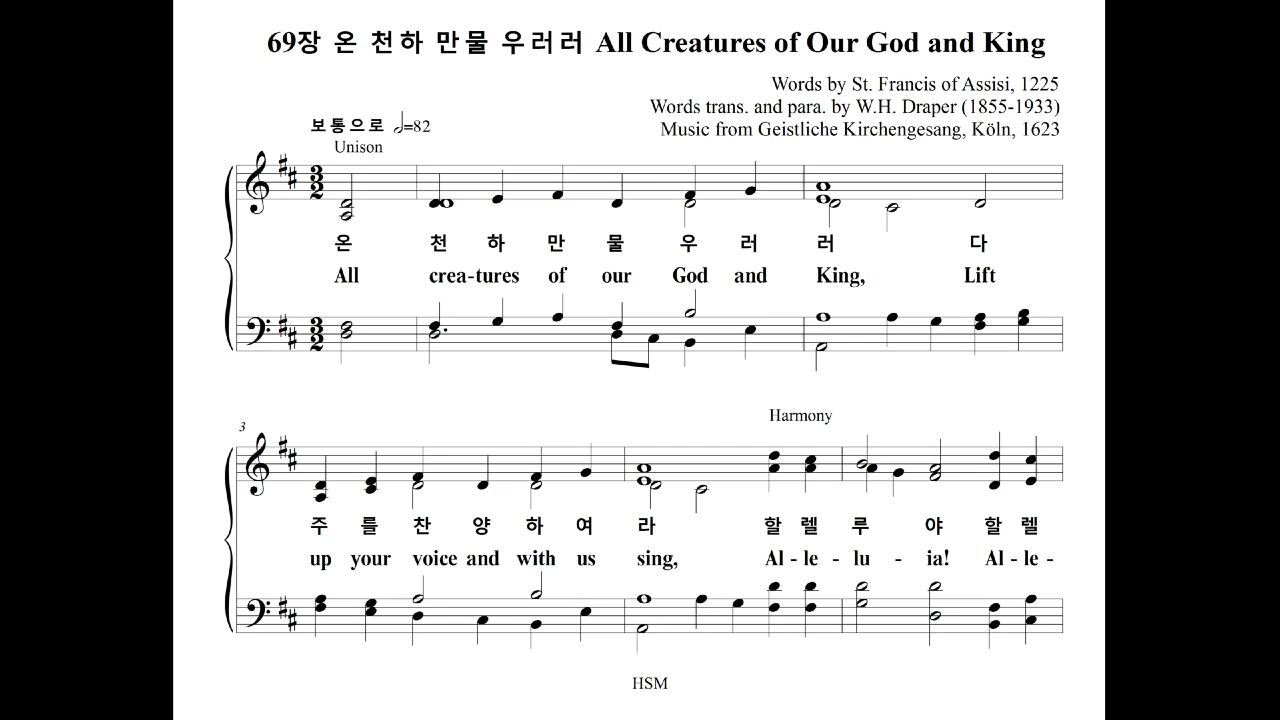 69장 온 천하 만물 우러러 All Creatures of Our God and King
Words by St. Francis of Assisi, 1225
Words trans. and para. by W.H. Draper (1855-1933)
Music from Geistliche Kirchengesang, Köln, 1623
보통으로 𝅗𝅥=82
Unison
3
2
온 천 하 만 물 우 러 러 다
All crea-tures of our God and King, Lift
3
2
3
Harmony
주 를 찬 양 하 여 라 할 렐 루 야 할 렐
up your voice and with us sing, Al - le - lu - ia! Al - le -
HSM